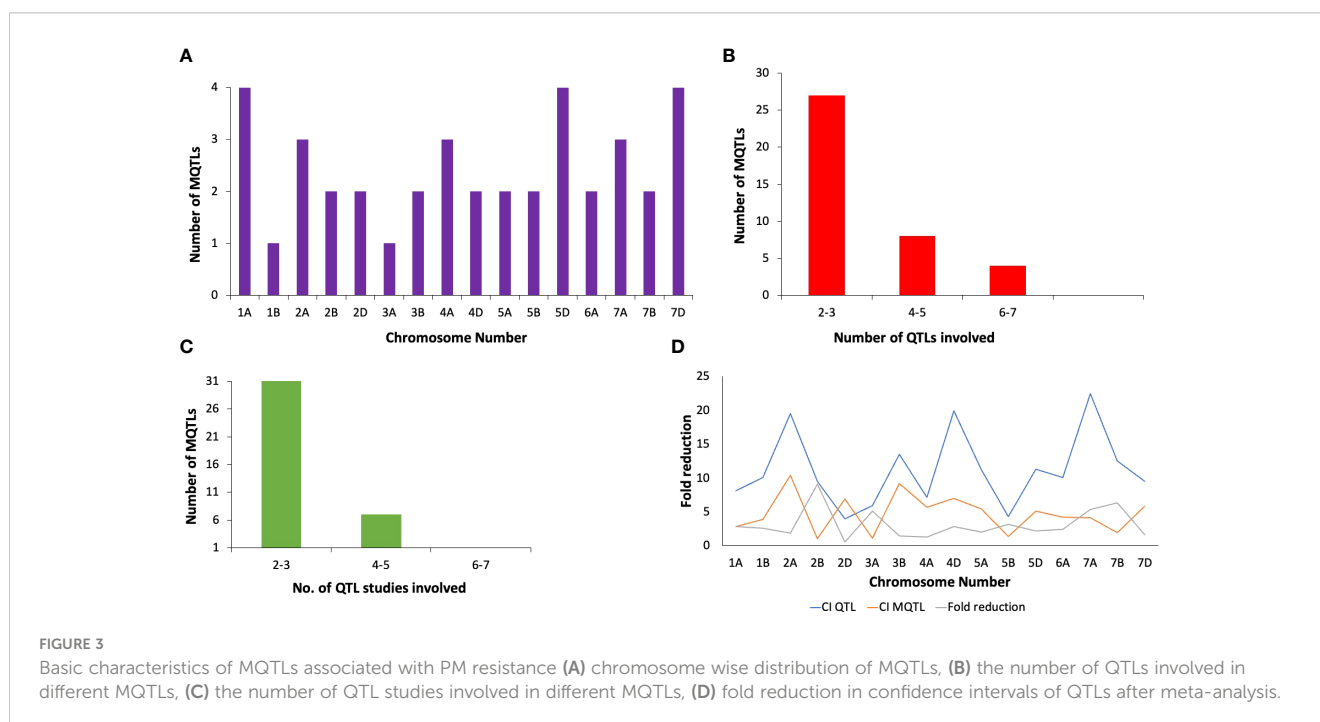 A
Number of MQTLs
4
3
2
1
0
1A 1B 2A 2B 2D 3A 3B 4A 4D 5A 5B 5D 6A 7A 7B 7D
Chromosome Number
B
Number of MQTLs
30
25
20
15
10
5
0
2-3 4-5 6-7
Number of QTLs involved
C
Number of MQTLs
31
26
21
16
11
6
1
2-3 4-5 6-7
No. of QTL studies involved
D
Fold reduction
25
20
15
10
5
0
1A 1B 2A 2B 2D 3A 3B 4A 4D 5A 5B 5D 6A 7A 7B 7D
Chromosome Number
CI QTL CI MQTL Fold reduction
FIGURE 3
Basic characteristics of MQTLs associated with PM resistance (A) chromosome wise distribution of MQTLs, (B) the number of QTLs involved in
different MQTLs, (C) the number of QTL studies involved in different MQTLs, (D) fold reduction in confidence intervals of QTLs after meta-analysis.